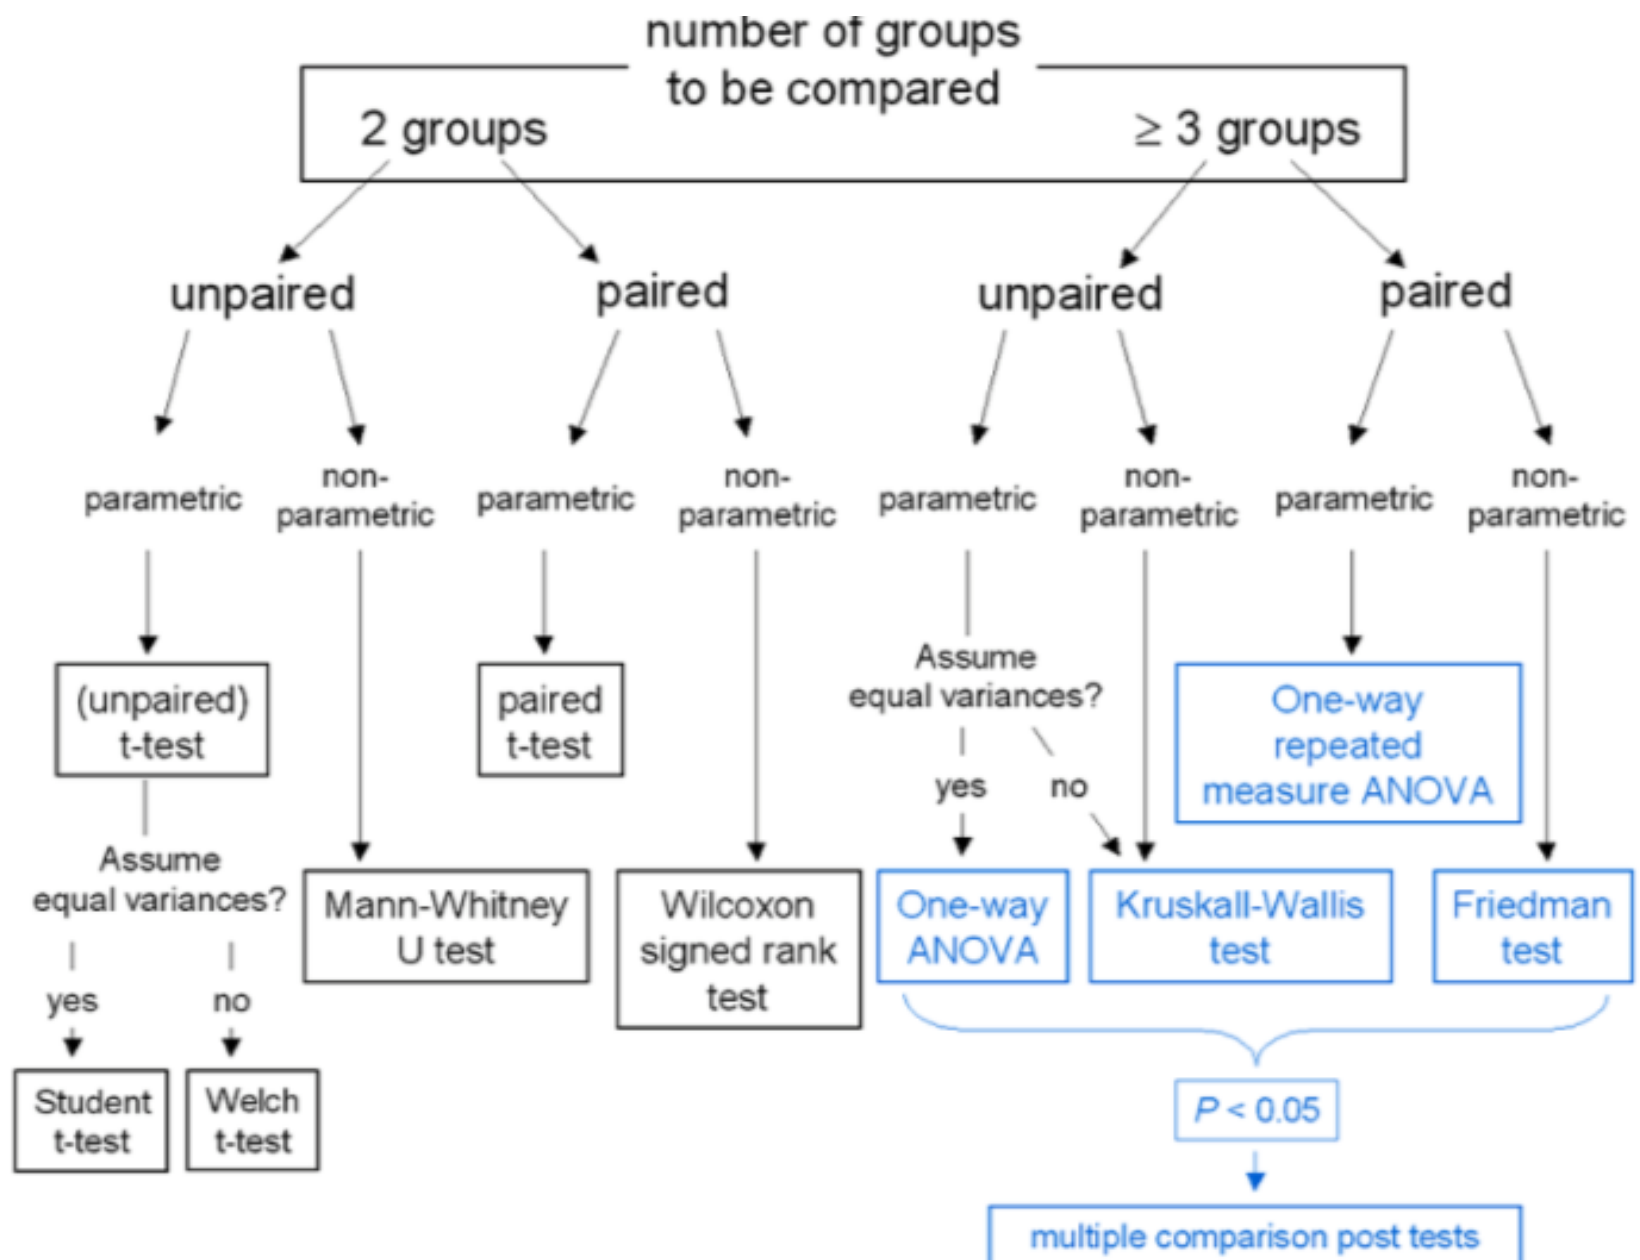 number of groups
to be compared
2 groups
≥ 3 groups
unpaired
paired
unpaired
paired
parametric
non-
parametric
parametric
non-
parametric
parametric
non-
parametric
parametric
non-
parametric
(unpaired)
t-test
paired
t-test
Assume
equal variances?
yes
no
One-way
repeated
measure ANOVA
Assume
equal variances?
yes
no
Mann-Whitney
U test
Wilcoxon
signed rank
test
One-way
ANOVA
Kruskall-Wallis
test
Friedman
test
Student
t-test
Welch
t-test
P < 0.05
multiple comparison post tests